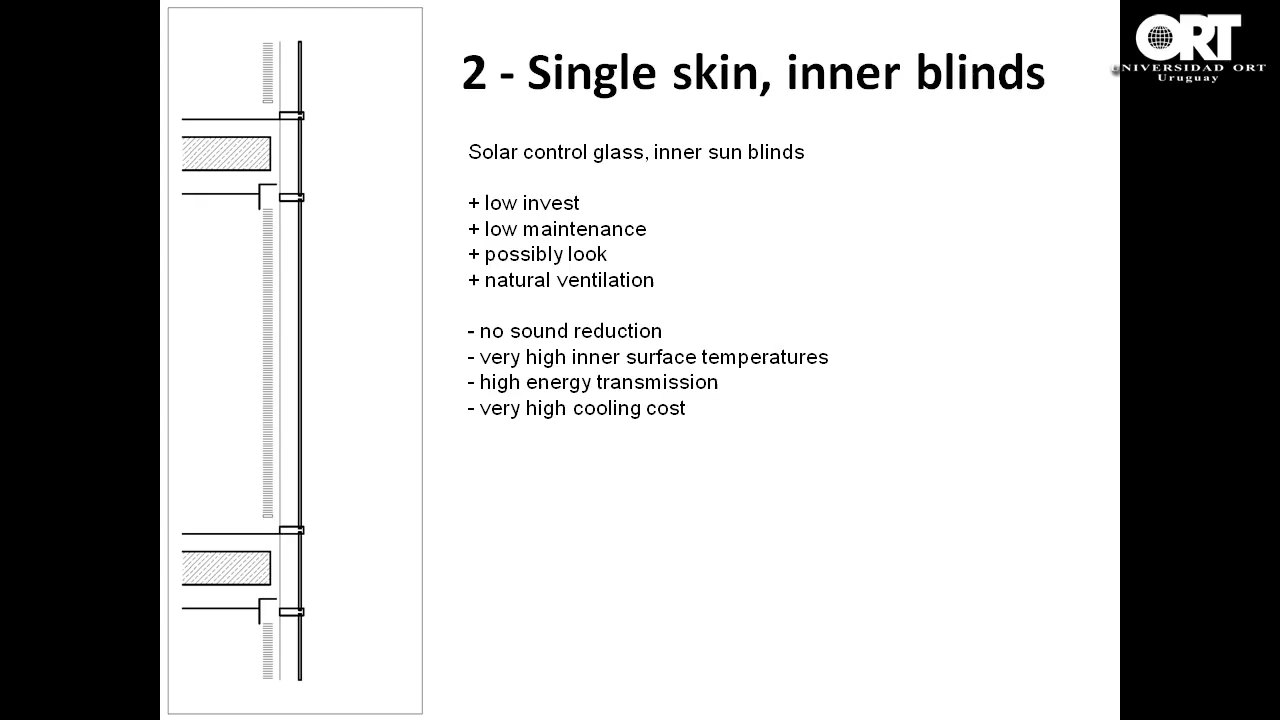 2 - Single skin, inner blinds
ORT
UNIVERSIDAD ORT
Uruguay
Solar control glass, inner sun blinds
+ low invest
+ low maintenance
+ possibly look
+ natural ventilation
- no sound reduction
- very high inner surface temperatures
- high energy transmission
- very high cooling cost